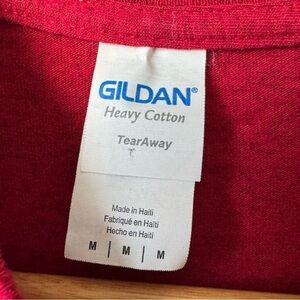 GILDAN®
Heavy Cotton
TearAway
Made in Haiti
Fabriqué en Haïti
Hecho en Haití
M | M | M